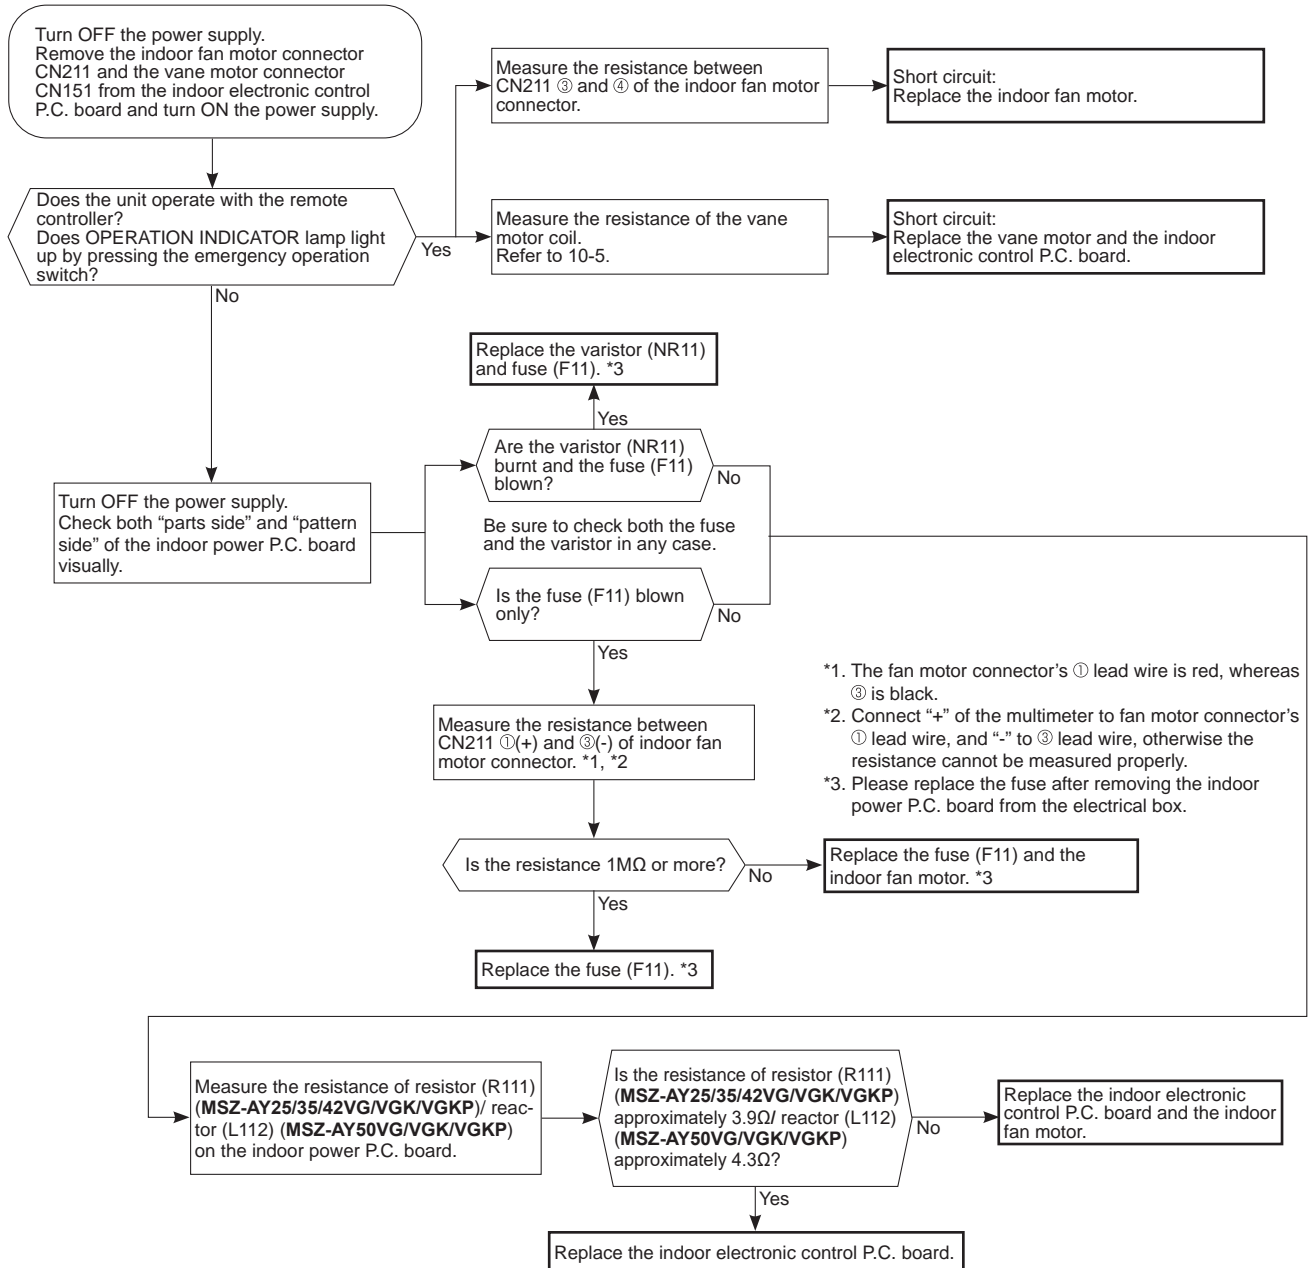 Turn OFF the power supply.
Remove the indoor fan motor connector
CN211 and the vane motor connector
CN151 from the indoor electronic control
P.C. board and turn ON the power supply.
Measure the resistance between
CN211 ③ and ④ of the indoor fan motor
connector.
Short circuit:
Replace the indoor fan motor.
Does the unit operate with the remote
controller?
Does OPERATION INDICATOR lamp light
up by pressing the emergency operation
switch?
Yes
Measure the resistance of the vane
motor coil.
Refer to 10-5.
Short circuit:
Replace the vane motor and the indoor
electronic control P.C. board.
No
Replace the varistor (NR11)
and fuse (F11). *3
Yes
Are the varistor (NR11)
burnt and the fuse (F11)
blown?
No
Turn OFF the power supply.
Check both “parts side” and “pattern
side” of the indoor power P.C. board
visually.
Be sure to check both the fuse
and the varistor in any case.
Is the fuse (F11) blown
only?
No
Yes
*1. The fan motor connector’s ① lead wire is red, whereas
③ is black.
*2. Connect “+” of the multimeter to fan motor connector’s
① lead wire, and “-” to ③ lead wire, otherwise the
resistance cannot be measured properly.
*3. Please replace the fuse after removing the indoor
power P.C. board from the electrical box.
Measure the resistance between
CN211 ①(+) and ③(-) of indoor fan
motor connector. *1, *2
Is the resistance 1MΩ or more?
No
Replace the fuse (F11) and the
indoor fan motor. *3
Yes
Replace the fuse (F11). *3
Measure the resistance of resistor (R111)
(MSZ-AY25/35/42VG/VGK/VGKP)/ reac-
tor (L112) (MSZ-AY50VG/VGK/VGKP)
on the indoor power P.C. board.
Is the resistance of resistor (R111)
(MSZ-AY25/35/42VG/VGK/VGKP)
approximately 3.9Ω/ reactor (L112)
(MSZ-AY50VG/VGK/VGKP)
approximately 4.3Ω?
No
Replace the indoor electronic
control P.C. board and the indoor
fan motor.
Yes
Replace the indoor electronic control P.C. board.